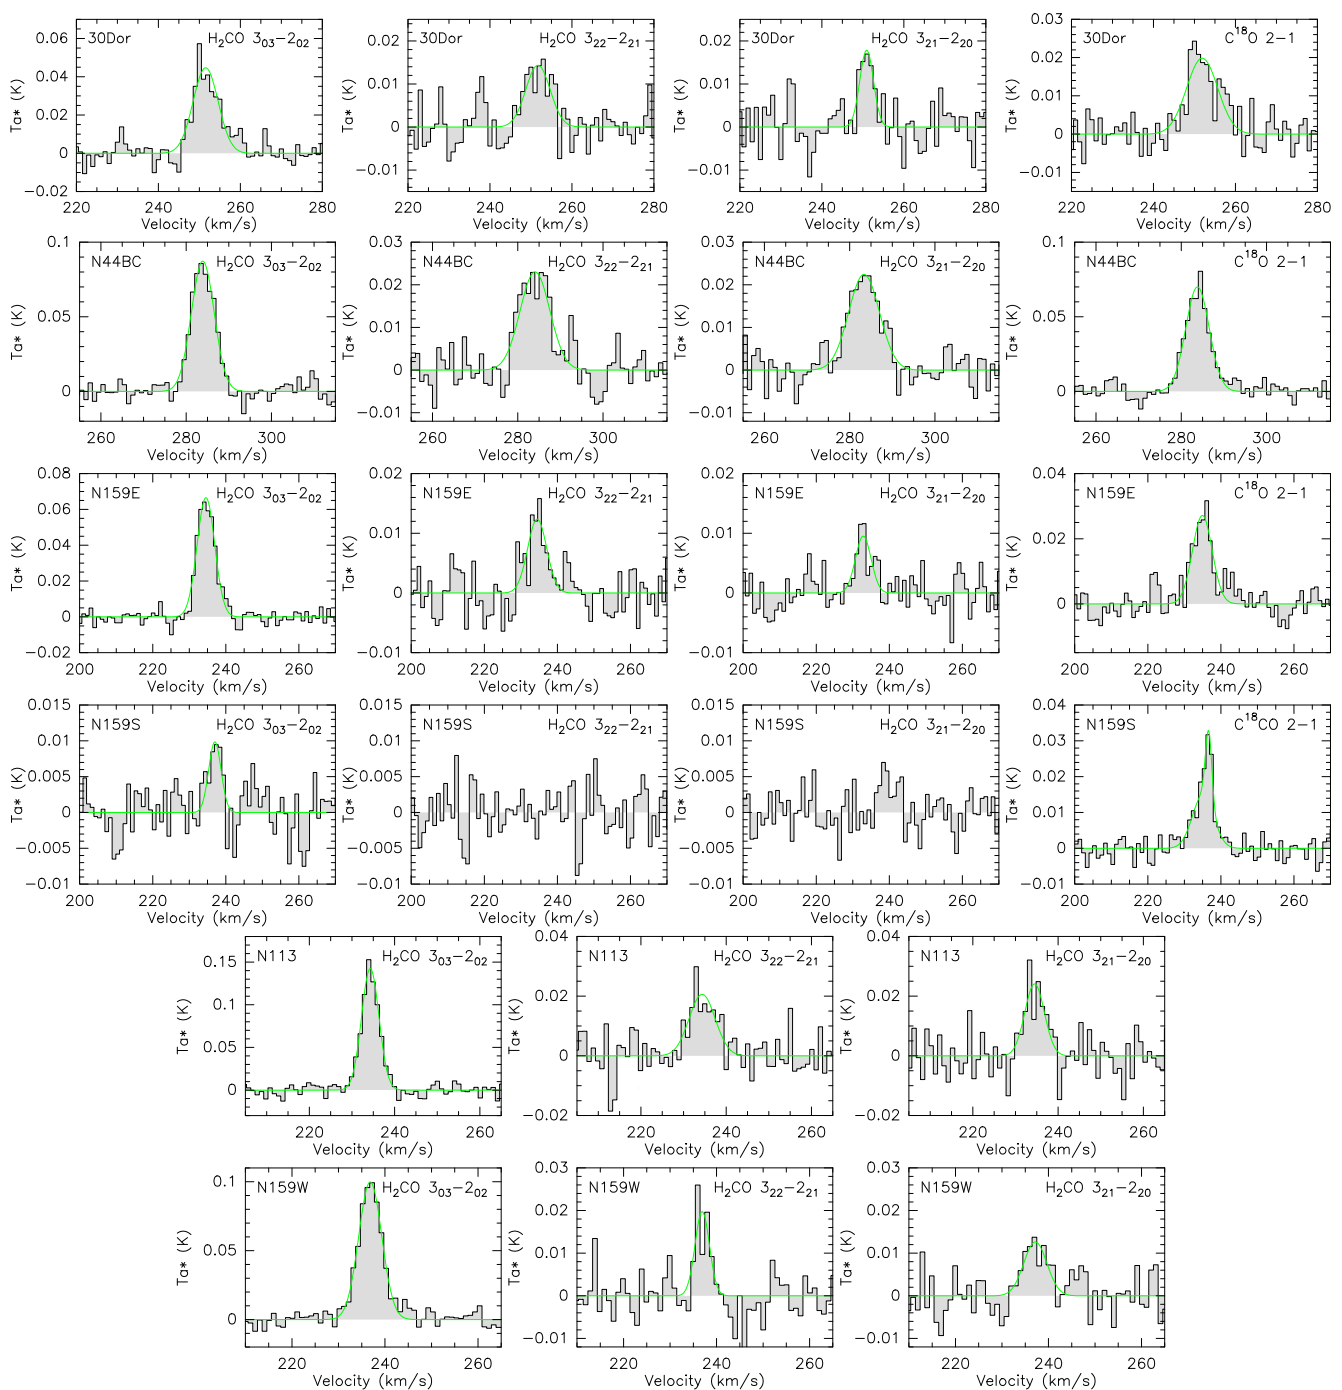 30Dor H₂CO 3₀₃−2₀₂
Ta* (K)
0.06
0.04
0.02
0
−0.02
220 240 260 280
Velocity (km/s)
30Dor H₂CO 3₂₂−2₂₁
Ta* (K)
0.02
0.01
0
−0.01
220 240 260 280
Velocity (km/s)
30Dor H₂CO 3₂₁−2₂₀
Ta* (K)
0.02
0.01
0
−0.01
220 240 260 280
Velocity (km/s)
30Dor C¹⁸O 2−1
Ta* (K)
0.03
0.02
0.01
0
−0.01
220 240 260 280
Velocity (km/s)
N44BC H₂CO 3₀₃−2₀₂
Ta* (K)
0.1
0.05
0
260 280 300
Velocity (km/s)
N44BC H₂CO 3₂₂−2₂₁
Ta* (K)
0.03
0.02
0.01
0
−0.01
260 280 300
Velocity (km/s)
N44BC H₂CO 3₂₁−2₂₀
Ta* (K)
0.03
0.02
0.01
0
−0.01
260 280 300
Velocity (km/s)
N44BC C¹⁸O 2−1
Ta* (K)
0.1
0.05
0
260 280 300
Velocity (km/s)
N159E H₂CO 3₀₃−2₀₂
Ta* (K)
0.08
0.06
0.04
0.02
0
−0.02
200 220 240 260
Velocity (km/s)
N159E H₂CO 3₂₂−2₂₁
Ta* (K)
0.02
0.01
0
−0.01
200 220 240 260
Velocity (km/s)
N159E H₂CO 3₂₁−2₂₀
Ta* (K)
0.02
0.01
0
−0.01
200 220 240 260
Velocity (km/s)
N159E C¹⁸O 2−1
Ta* (K)
0.04
0.02
0
200 220 240 260
Velocity (km/s)
N159S H₂CO 3₀₃−2₀₂
Ta* (K)
0.015
0.01
0.005
0
−0.005
−0.01
200 220 240 260
Velocity (km/s)
N159S H₂CO 3₂₂−2₂₁
Ta* (K)
0.015
0.01
0.005
0
−0.005
−0.01
200 220 240 260
Velocity (km/s)
N159S H₂CO 3₂₁−2₂₀
Ta* (K)
0.015
0.01
0.005
0
−0.005
−0.01
200 220 240 260
Velocity (km/s)
N159S C¹⁸CO 2−1
Ta* (K)
0.04
0.03
0.02
0.01
0
−0.01
200 220 240 260
Velocity (km/s)
N113 H₂CO 3₀₃−2₀₂
Ta* (K)
0.15
0.1
0.05
0
220 240 260
Velocity (km/s)
N113 H₂CO 3₂₂−2₂₁
Ta* (K)
0.04
0.02
0
−0.02
220 240 260
Velocity (km/s)
N113 H₂CO 3₂₁−2₂₀
Ta* (K)
0.04
0.02
0
−0.02
220 240 260
Velocity (km/s)
N159W H₂CO 3₀₃−2₀₂
Ta* (K)
0.1
0.05
0
220 240 260
Velocity (km/s)
N159W H₂CO 3₂₂−2₂₁
Ta* (K)
0.03
0.02
0.01
0
−0.01
220 240 260
Velocity (km/s)
N159W H₂CO 3₂₁−2₂₀
Ta* (K)
0.03
0.02
0.01
0
−0.01
220 240 260
Velocity (km/s)